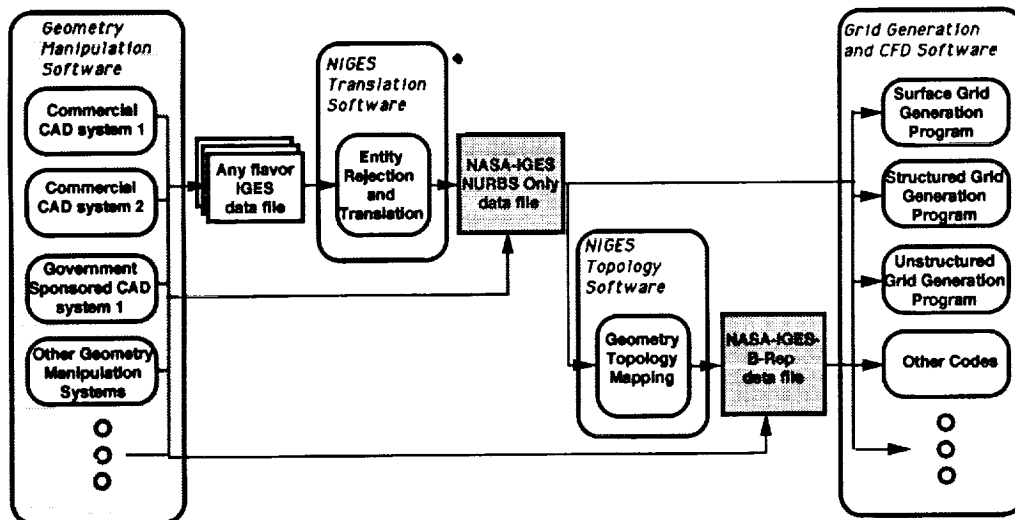 Geometry
Manipulation
Software
Commercial
CAD system 1
Commercial
CAD system 2
Government
Sponsored CAD
system 1
Other Geometry
Manipulation
Systems
Any flavor
IGES
data file
NIGES
Translation
Software
Entity
Rejection
and
Translation
NASA-IGES
NURBS Only
data file
NIGES
Topology
Software
Geometry
Topology
Mapping
NASA-IGES-
B-Rep
data file
Grid Generation
and CFD Software
Surface Grid
Generation
Program
Structured Grid
Generation
Program
Unstructured
Grid Generation
Program
Other Codes